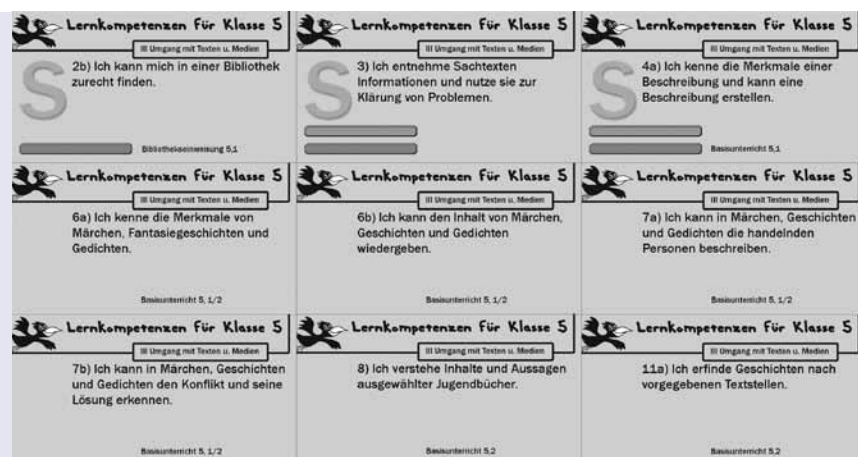 Lernkompetenzen für Klasse 5
III Umgang mit Texten u. Medien
S
2b) Ich kann mich in einer Bibliothek
zurecht finden.
Bibliothekseinweisung 5,1
Lernkompetenzen für Klasse 5
III Umgang mit Texten u. Medien
S
3) Ich entnehme Sachtexten
Informationen und nutze sie zur
Klärung von Problemen.
Lernkompetenzen für Klasse 5
III Umgang mit Texten u. Medien
S
4a) Ich kenne die Merkmale einer
Beschreibung und kann eine
Beschreibung erstellen.
Basisunterricht 5,1
Lernkompetenzen für Klasse 5
III Umgang mit Texten u. Medien
6a) Ich kenne die Merkmale von
Märchen, Fantasiegeschichten und
Gedichten.
Basisunterricht 5, 1/2
Lernkompetenzen für Klasse 5
III Umgang mit Texten u. Medien
6b) Ich kann den Inhalt von Märchen,
Geschichten und Gedichten
wiedergeben.
Basisunterricht 5, 1/2
Lernkompetenzen für Klasse 5
III Umgang mit Texten u. Medien
7a) Ich kann in Märchen, Geschichten
und Gedichten die handelnden
Personen beschreiben.
Basisunterricht 5, 1/2
Lernkompetenzen für Klasse 5
III Umgang mit Texten u. Medien
7b) Ich kann in Märchen, Geschichten
und Gedichten den Konflikt und seine
Lösung erkennen.
Basisunterricht 5, 1/2
Lernkompetenzen für Klasse 5
III Umgang mit Texten u. Medien
8) Ich verstehe Inhalte und Aussagen
ausgewählter Jugendbücher.
Basisunterricht 5,2
Lernkompetenzen für Klasse 5
III Umgang mit Texten u. Medien
11a) Ich erfinde Geschichten nach
vorgegebenen Textstellen.
Basisunterricht 5,2